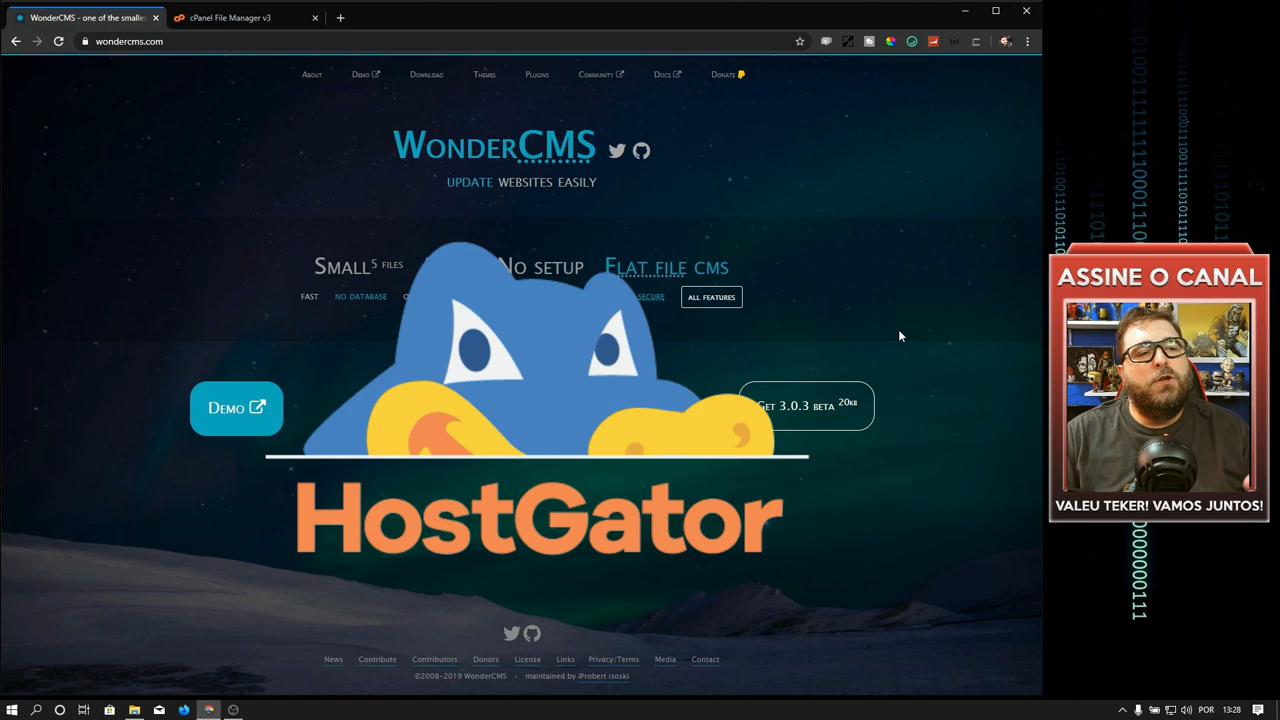 WonderCMS - one of the smalles
cPanel File Manager v3
wondercms.com
About
Demo
Download
Themes
Plugins
Community
Docs
Donate
WonderCMS
UPDATE WEBSITES EASILY
Small 5 files
No setup
Flat file CMS
FAST
NO DATABASE
SECURE
ALL FEATURES
Demo
Get 3.0.3 beta 20KB
HostGator
News
Contribute
Contributors
Donors
License
Links
Privacy/Terms
Media
Contact
©2008-2019 WonderCMS - maintained by Robert isoski
ASSINE O CANAL
VALEU TEKER! VAMOS JUNTOS!
POR
13:28